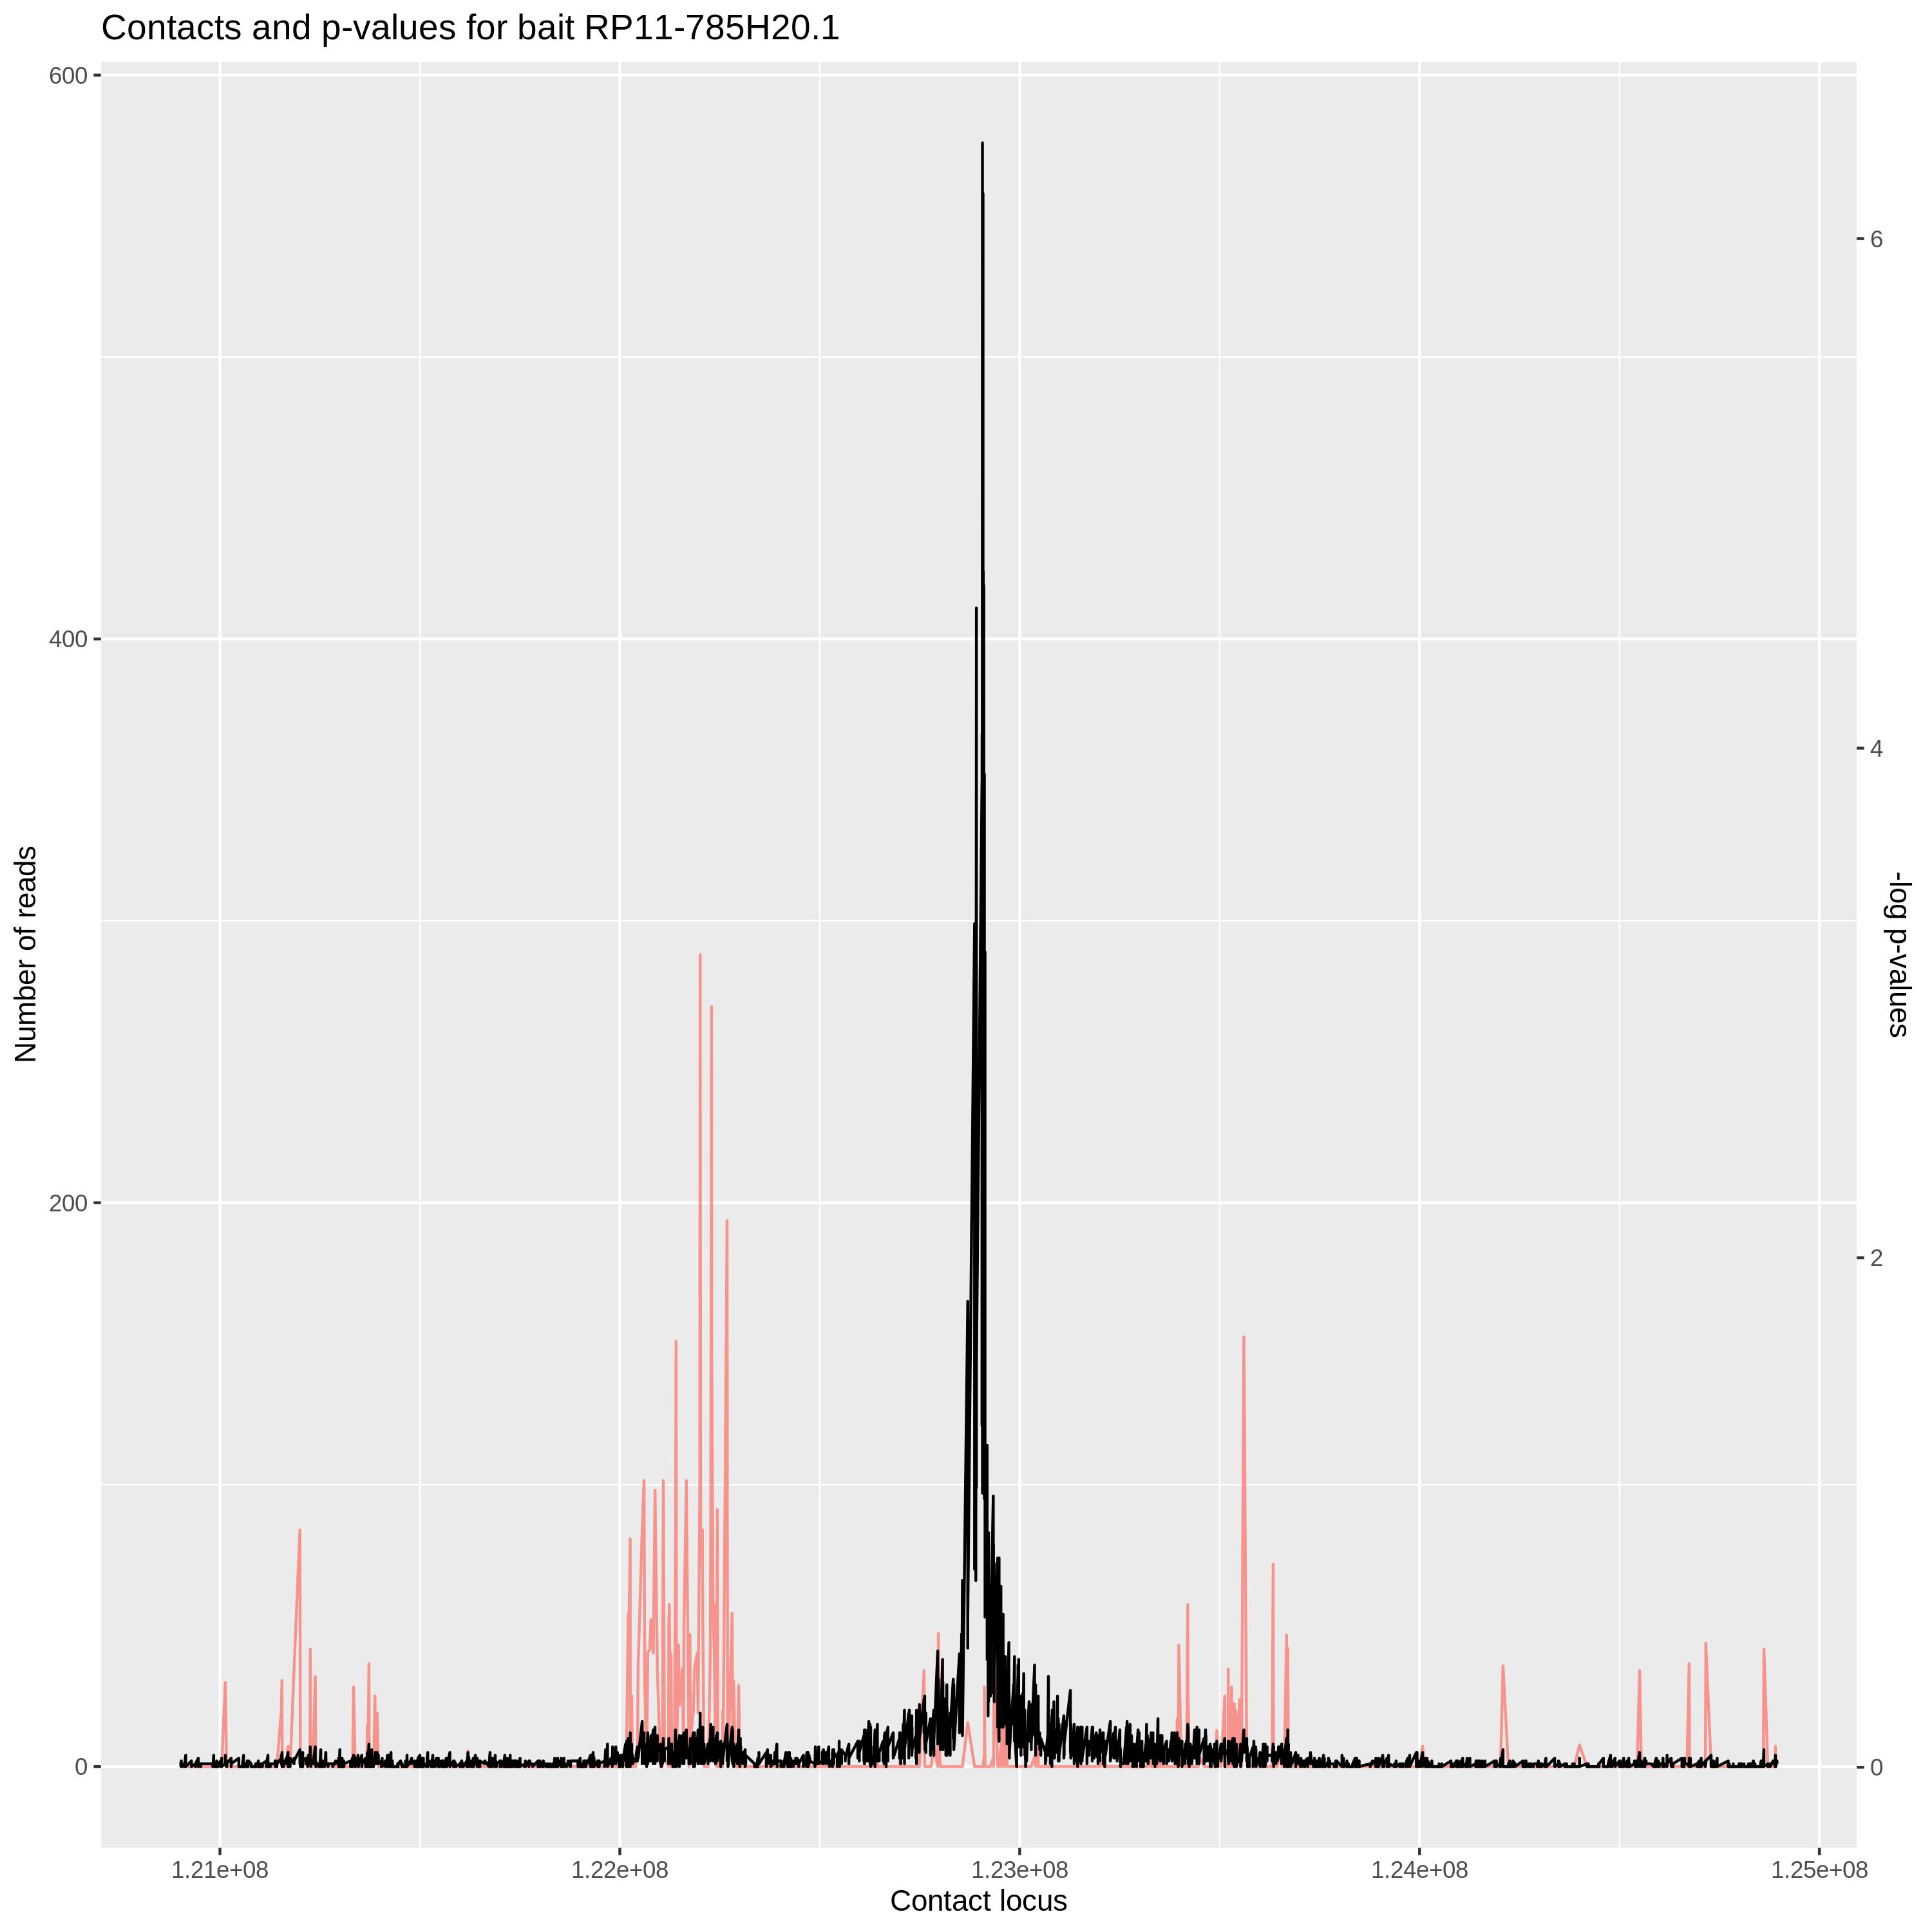 Contacts and p-values for bait RP11-785H20.1
600
400
200
0
6
4
2
0
Number of reads
-log p-values
1.21e+08
1.22e+08
1.23e+08
1.24e+08
1.25e+08
Contact locus